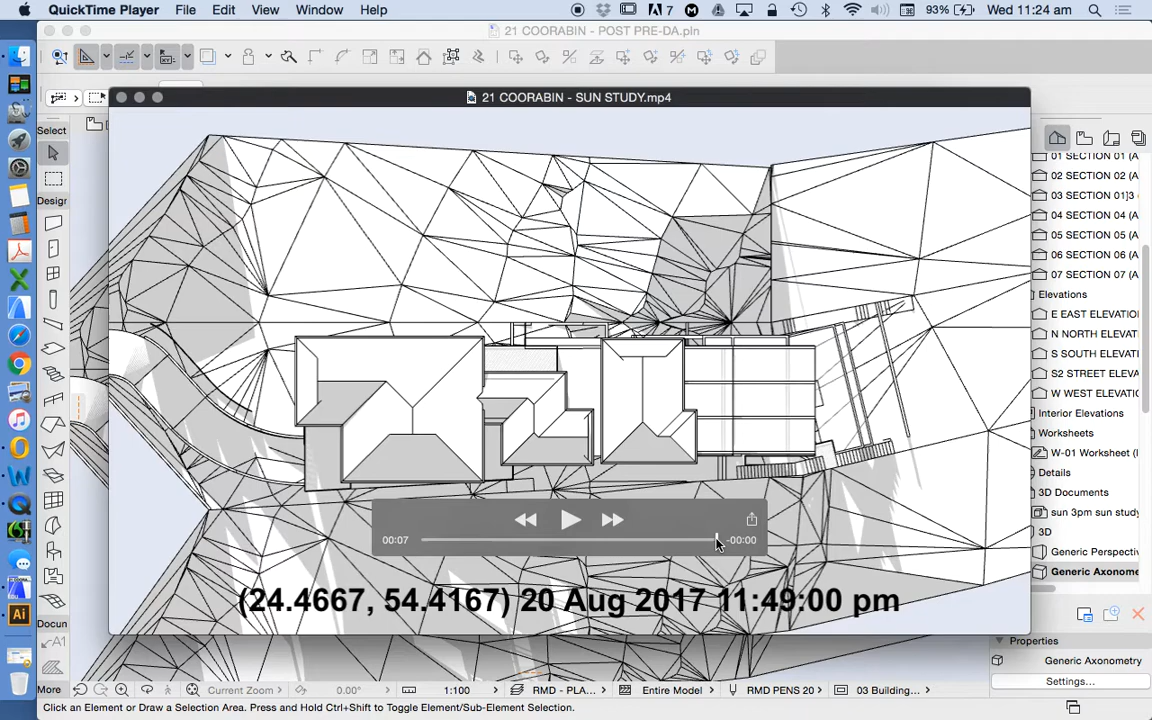 QuickTime Player File Edit View Window Help
7 93% Wed 11:24 am
21 COORABIN - POST PRE-DA.pln
21 COORABIN - SUN STUDY.mp4
Select
Desigr
Docun
A1
More
01 SECTION 01 (A
02 SECTION 02 (A
03 SECTION 01|3
04 SECTION 04 (A
05 SECTION 05 (A
06 SECTION 06 (A
07 SECTION 07 (A
Elevations
E EAST ELEVATIO
N NORTH ELEVAT
S SOUTH ELEVATI
S2 STREET ELEVA
W WEST ELEVATIO
Interior Elevations
Worksheets
W-01 Worksheet (I
Details
3D Documents
sun 3pm sun study
3D
Generic Perspectiv
Generic Axonome
Properties
Generic Axonometry
Settings...
00:07 -00:00
(24.4667, 54.4167) 20 Aug 2017 11:49:00 pm
Current Zoom 0.00° 1:100 RMD - PLA... Entire Model RMD PENS 20 03 Building...
Click an Element or Draw a Selection Area. Press and Hold Ctrl+Shift to Toggle Element/Sub-Element Selection.